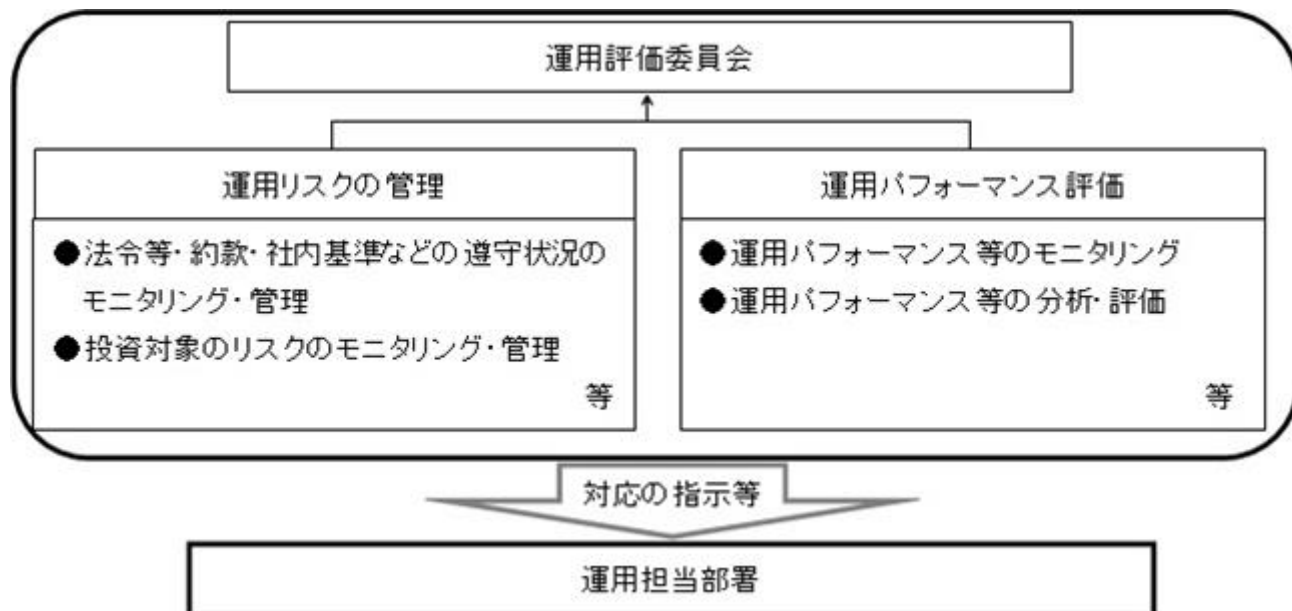 運用評価委員会
運用リスクの管理
●法令等・約款・社内基準などの遵守状況の
モニタリング・管理
●投資対象のリスクのモニタリング・管理
等
運用パフォーマンス評価
●運用パフォーマンス等のモニタリング
●運用パフォーマンス等の分析・評価
等
対応の指示等
運用担当部署